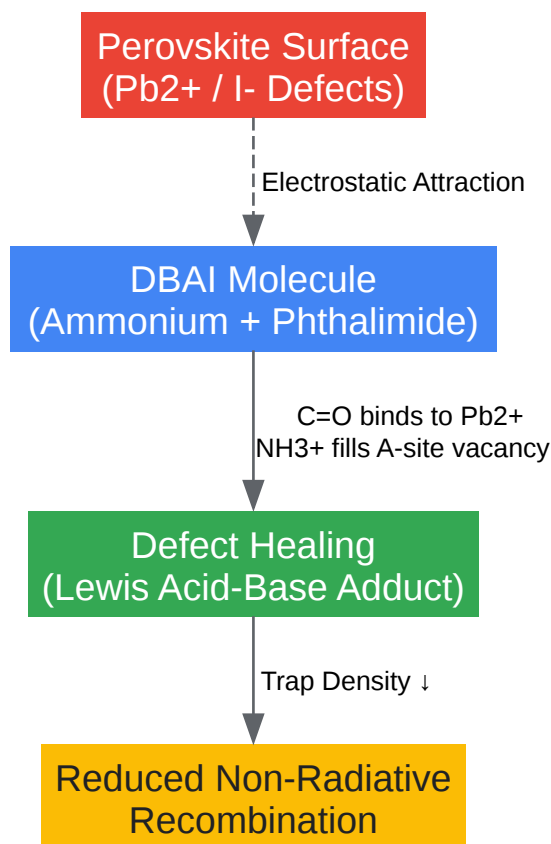 Perovskite Surface
(Pb2+ / I- Defects)
Electrostatic Attraction
DBAI Molecule
(Ammonium + Phthalimide)
C=O binds to Pb2+
NH3+ fills A-site vacancy
Defect Healing
(Lewis Acid-Base Adduct)
Trap Density ↓
Reduced Non-Radiative
Recombination